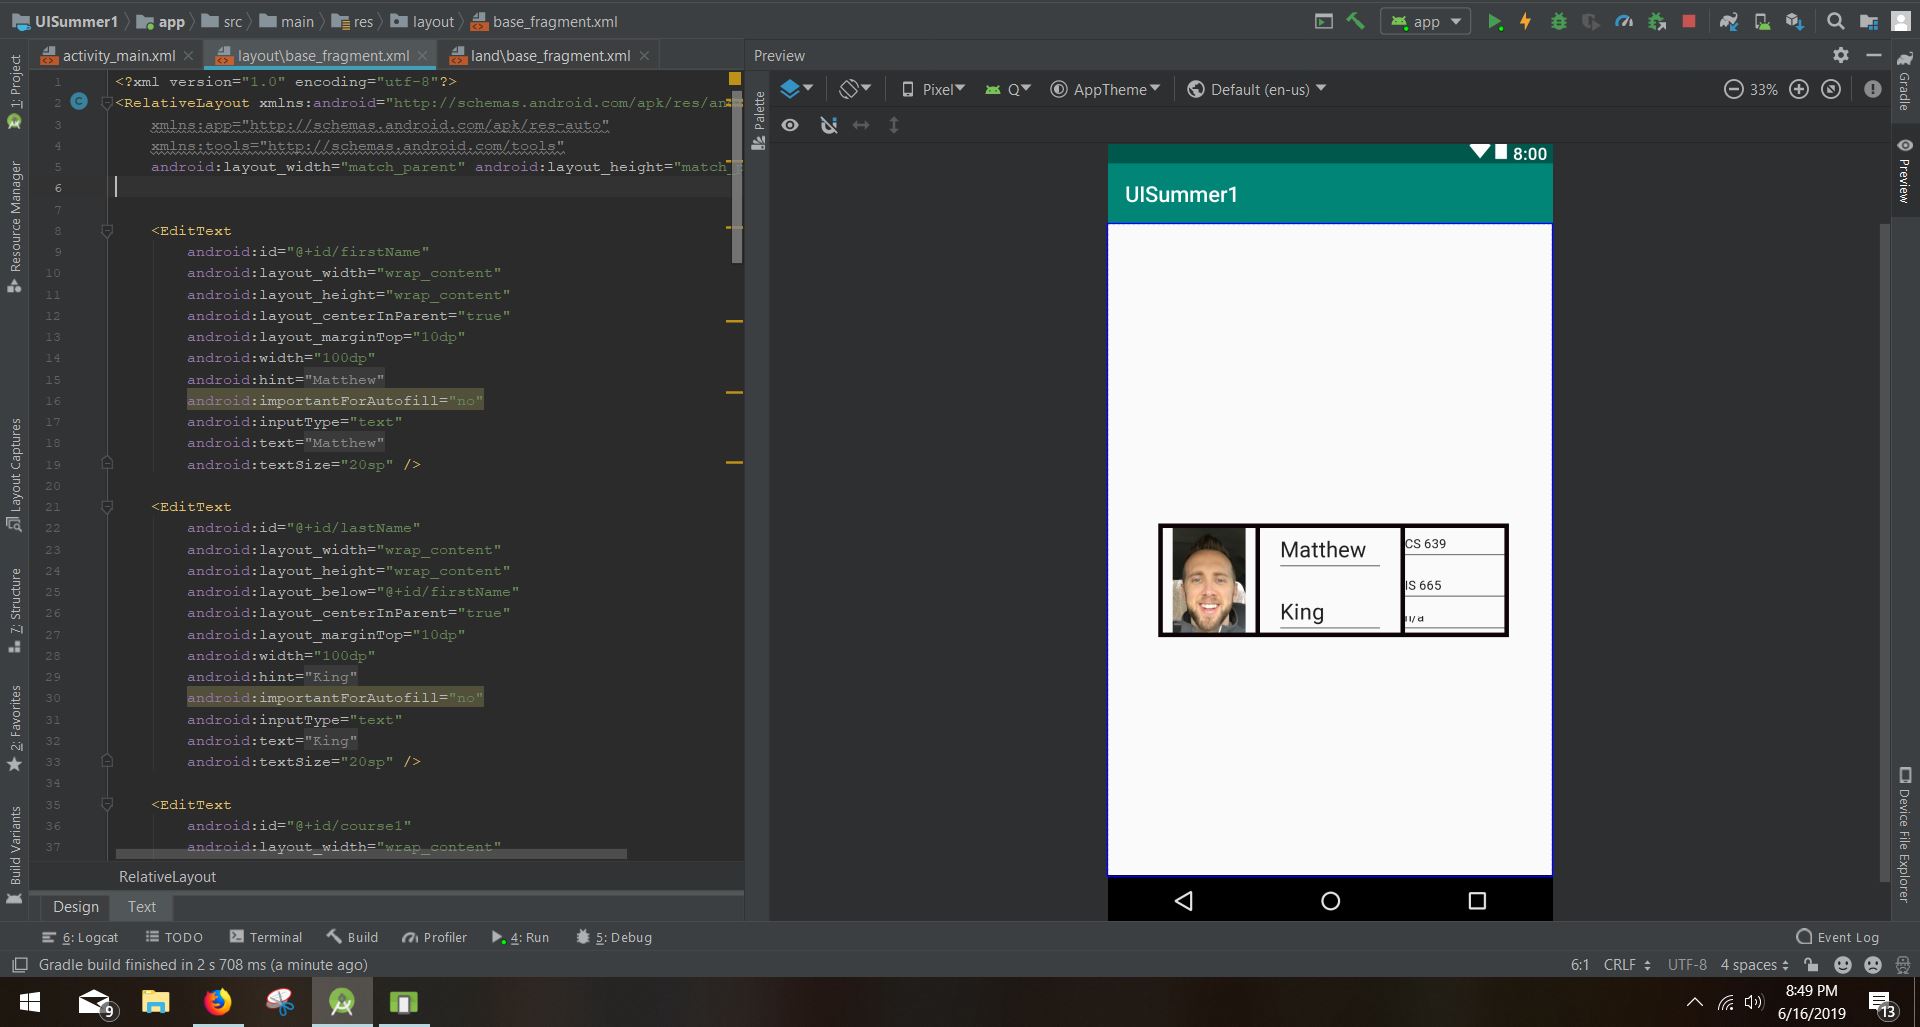 UISummer1 app src main res layout base_fragment.xml
app
activity_main.xml layout\base_fragment.xml land\base_fragment.xml
Preview
1: Project
Resource Manager
Layout Captures
7: Structure
2: Favorites
Build Variants
1 <?xml version="1.0" encoding="utf-8"?>
2 <RelativeLayout xmlns:android="http://schemas.android.com/apk/res/an
3 xmlns:app="http://schemas.android.com/apk/res-auto"
4 xmlns:tools="http://schemas.android.com/tools"
5 android:layout_width="match_parent" android:layout_height="match_p
6
7
8 <EditText
9 android:id="@+id/firstName"
10 android:layout_width="wrap_content"
11 android:layout_height="wrap_content"
12 android:layout_centerInParent="true"
13 android:layout_marginTop="10dp"
14 android:width="100dp"
15 android:hint="Matthew"
16 android:importantForAutofill="no"
17 android:inputType="text"
18 android:text="Matthew"
19 android:textSize="20sp" />
20
21 <EditText
22 android:id="@+id/lastName"
23 android:layout_width="wrap_content"
24 android:layout_height="wrap_content"
25 android:layout_below="@+id/firstName"
26 android:layout_centerInParent="true"
27 android:layout_marginTop="10dp"
28 android:width="100dp"
29 android:hint="King"
30 android:importantForAutofill="no"
31 android:inputType="text"
32 android:text="King"
33 android:textSize="20sp" />
34
35 <EditText
36 android:id="@+id/course1"
37 android:layout_width="wrap_content"
RelativeLayout
Design Text
Palette
Pixel Q AppTheme Default (en-us) 33%
8:00
UISummer1
Matthew
King
CS 639
IS 665
n/a
Gradle
Preview
Device File Explorer
6: Logcat TODO Terminal Build Profiler 4: Run 5: Debug Event Log
Gradle build finished in 2 s 708 ms (a minute ago) 6:1 CRLF UTF-8 4 spaces
9
8:49 PM
6/16/2019
13